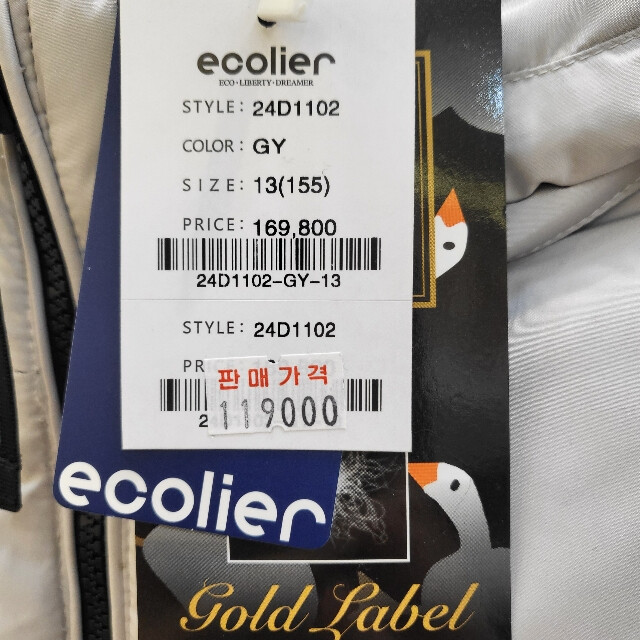 ecolier
ECO · LIBERTY · DREAMER
STYLE: 24D1102
COLOR: GY
SIZE: 13(155)
PRICE: 169,800
24D1102-GY-13
STYLE: 24D1102
PR
판매가격
119000
ecolier
Gold Label